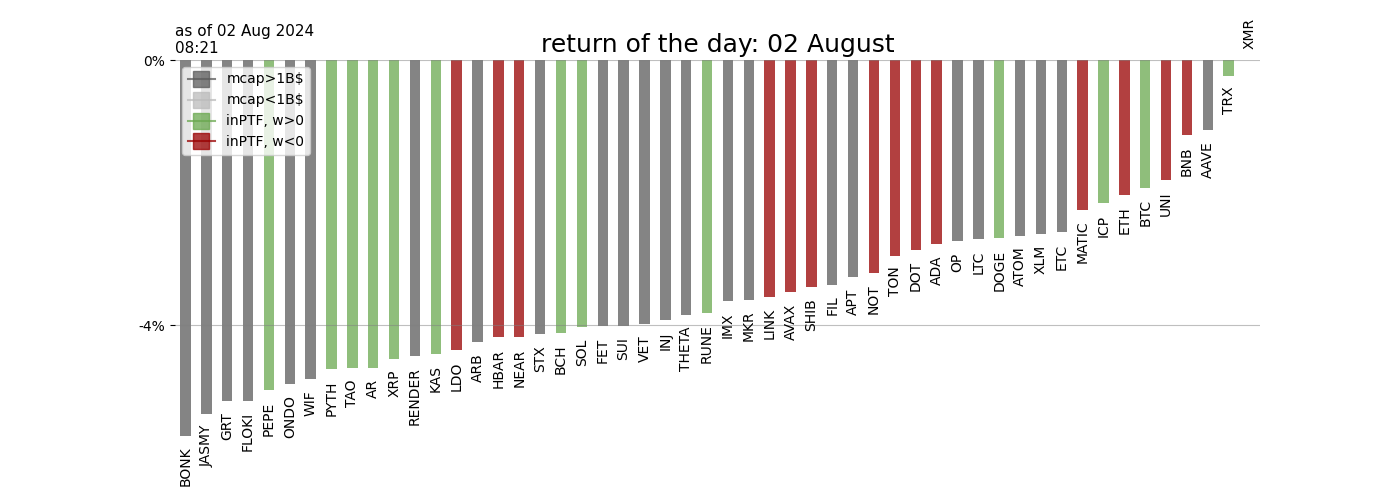 as of 02 Aug 2024
08:21
return of the day: 02 August
XMR
0%
mcap>1B$
mcap<1B$
inPTF, w>0
inPTF, w<0
-4%
BONK
JASMY
GRT
FLOKI
PEPE
ONDO
WIF
PYTH
TAO
AR
XRP
RENDER
KAS
LDO
ARB
HBAR
NEAR
STX
BCH
SOL
FET
SUI
VET
INJ
THETA
RUNE
IMX
MKR
LINK
AVAX
SHIB
FIL
APT
NOT
TON
DOT
ADA
OP
LTC
DOGE
ATOM
XLM
ETC
MATIC
ICP
ETH
BTC
UNI
BNB
AAVE
TRX